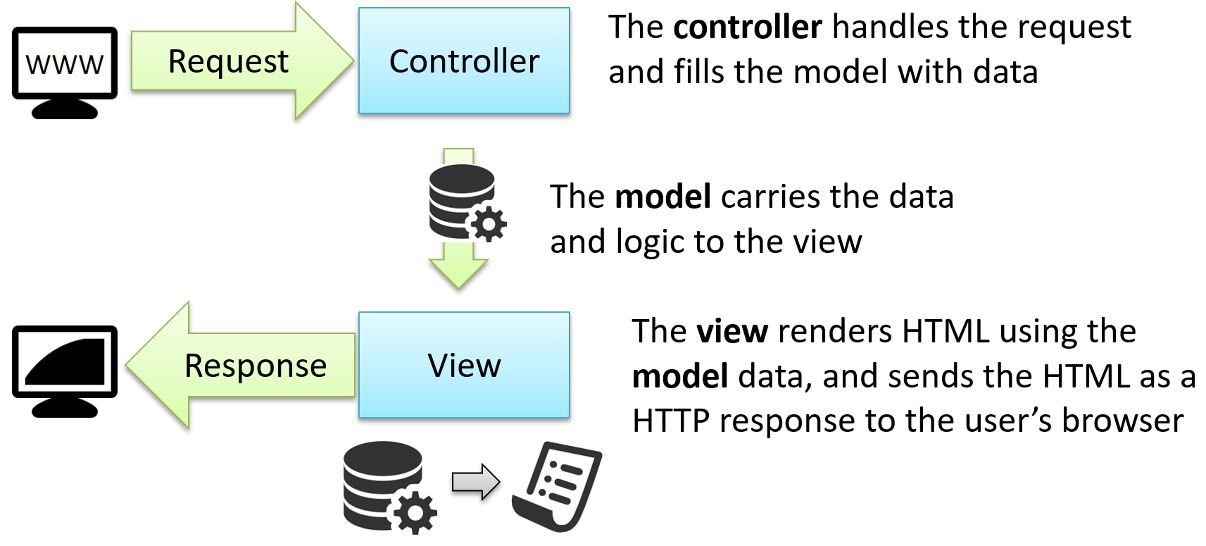 WWW
Request
Controller
The controller handles the request
and fills the model with data
The model carries the data
and logic to the view
Response
View
The view renders HTML using the
model data, and sends the HTML as a
HTTP response to the user’s browser